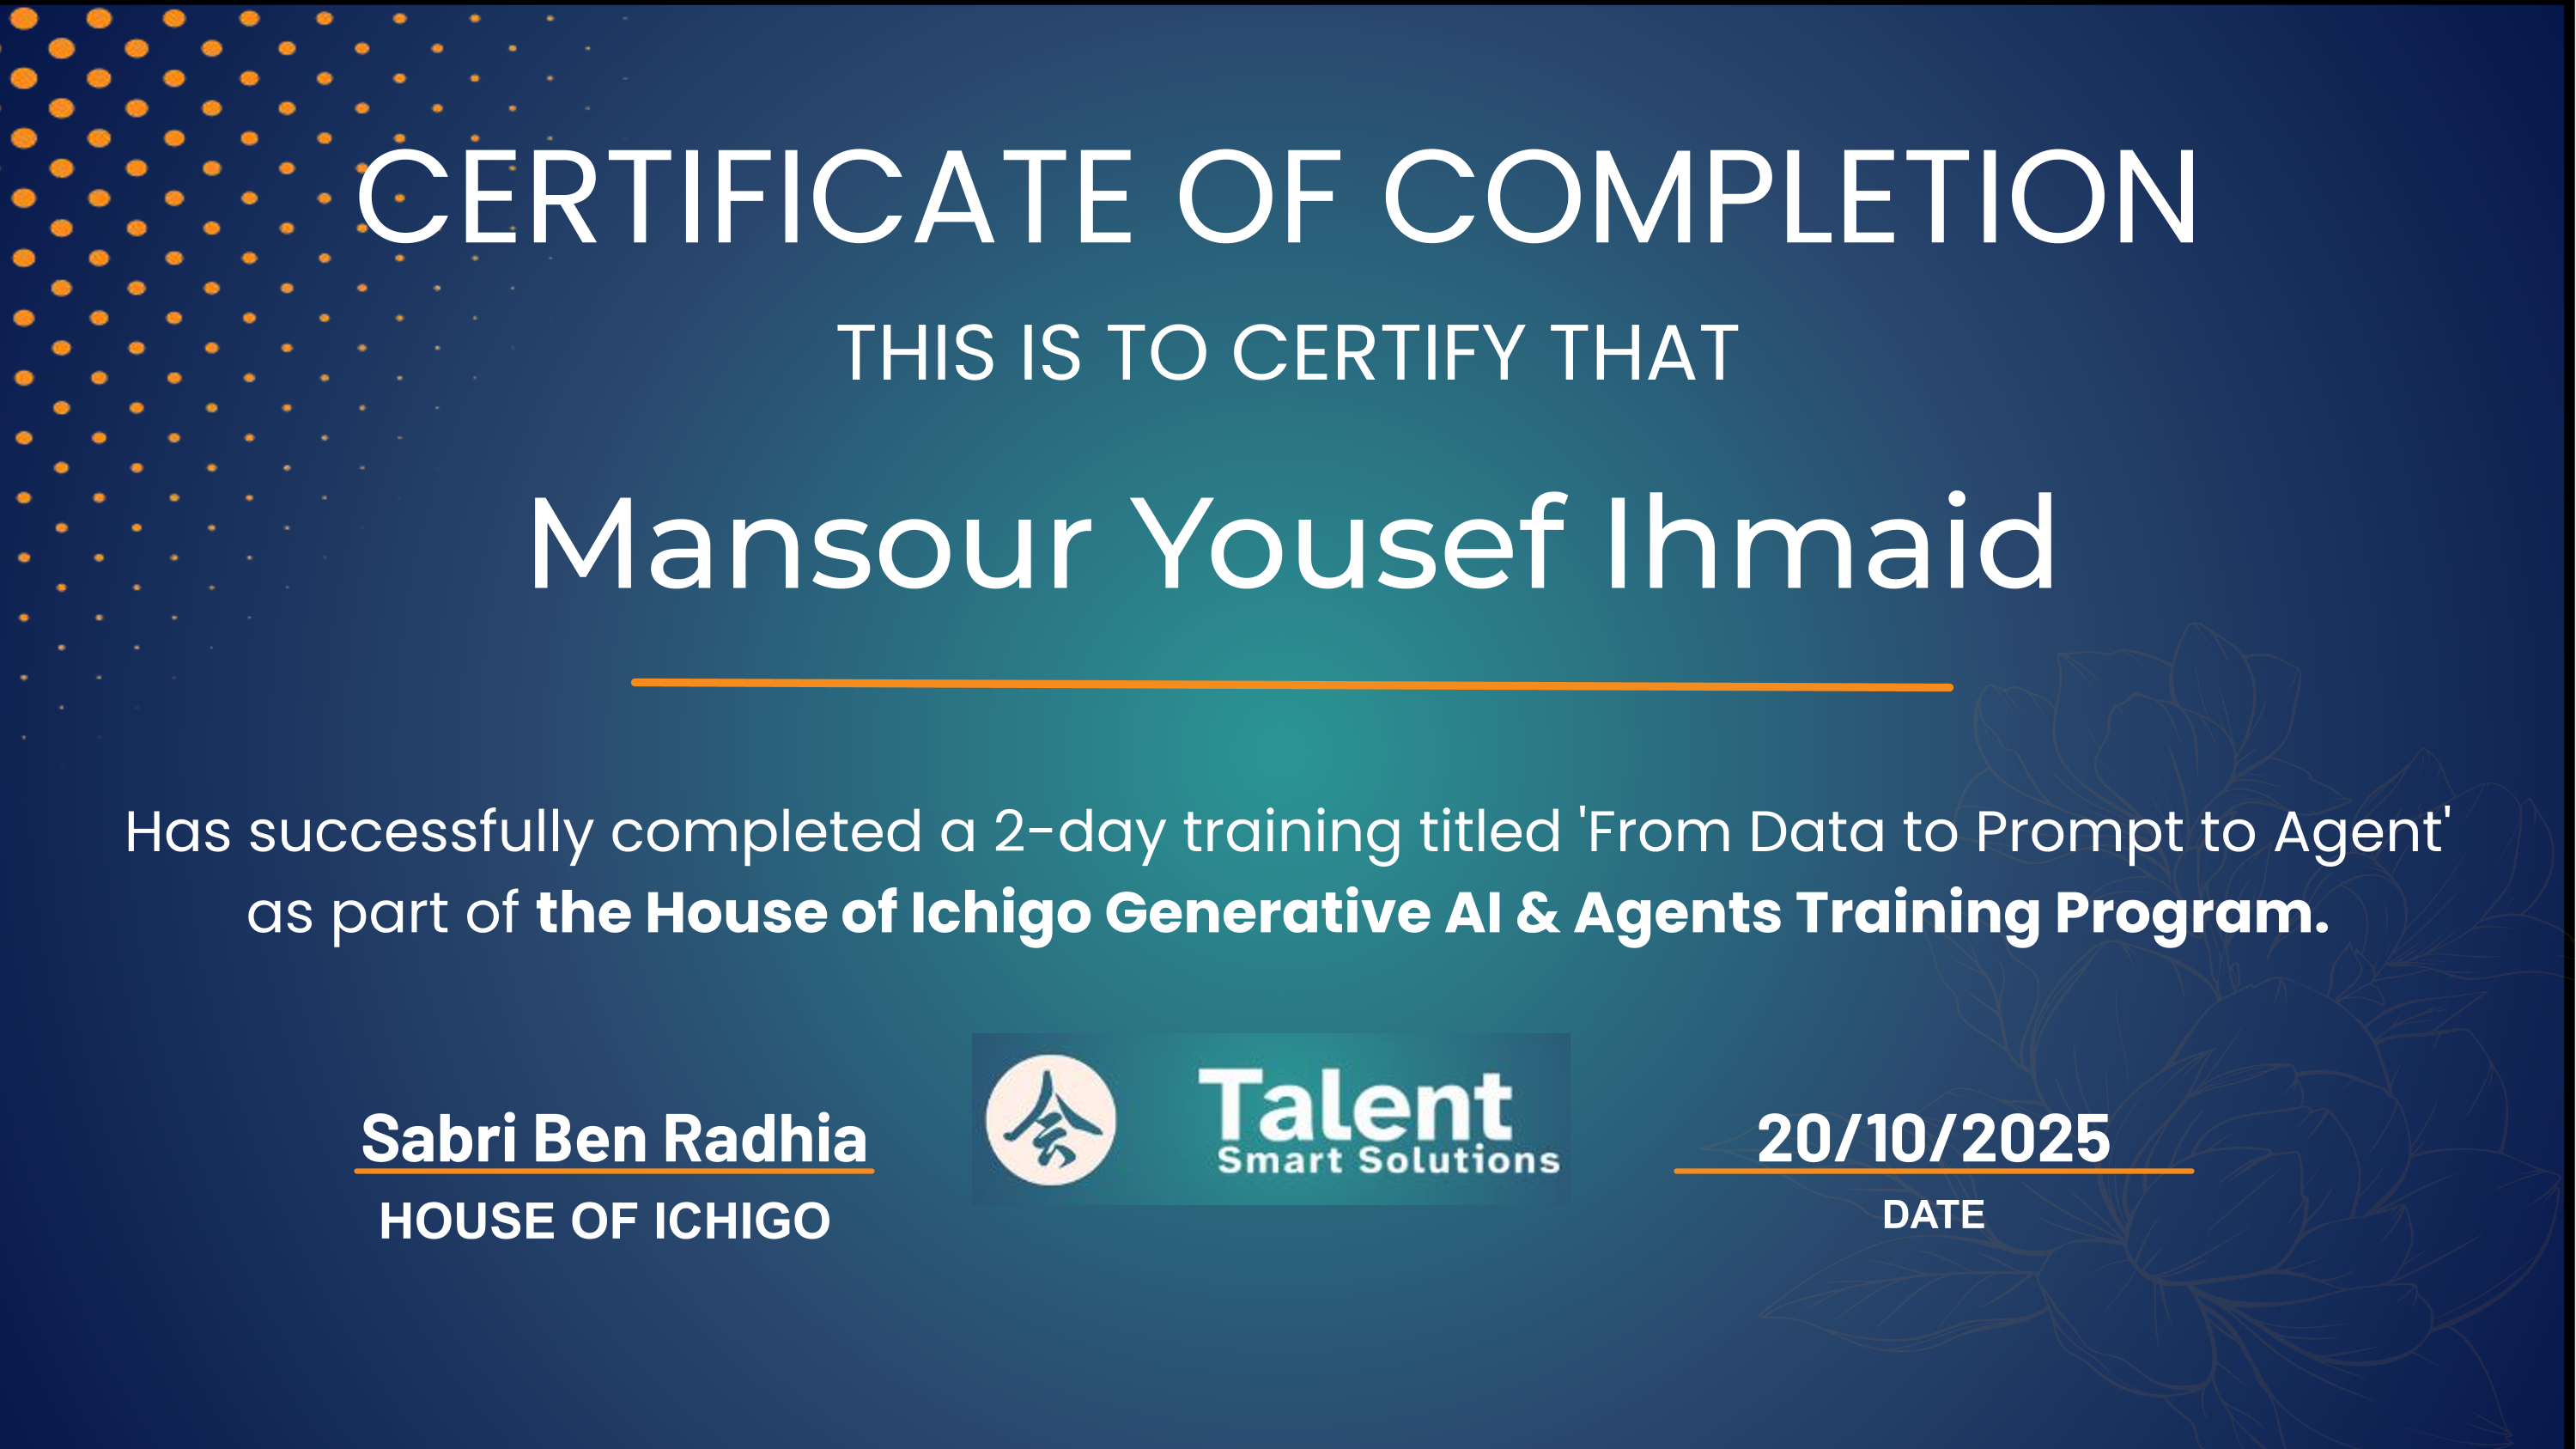 CERTIFICATE OF COMPLETION
THIS IS TO CERTIFY THAT
Mansour Yousef Ihmaid
Has successfully completed a 2-day training titled 'From Data to Prompt to Agent'
as part of the House of Ichigo Generative AI & Agents Training Program.
Sabri Ben Radhia
HOUSE OF ICHIGO
Talent
Smart Solutions
20/10/2025
DATE